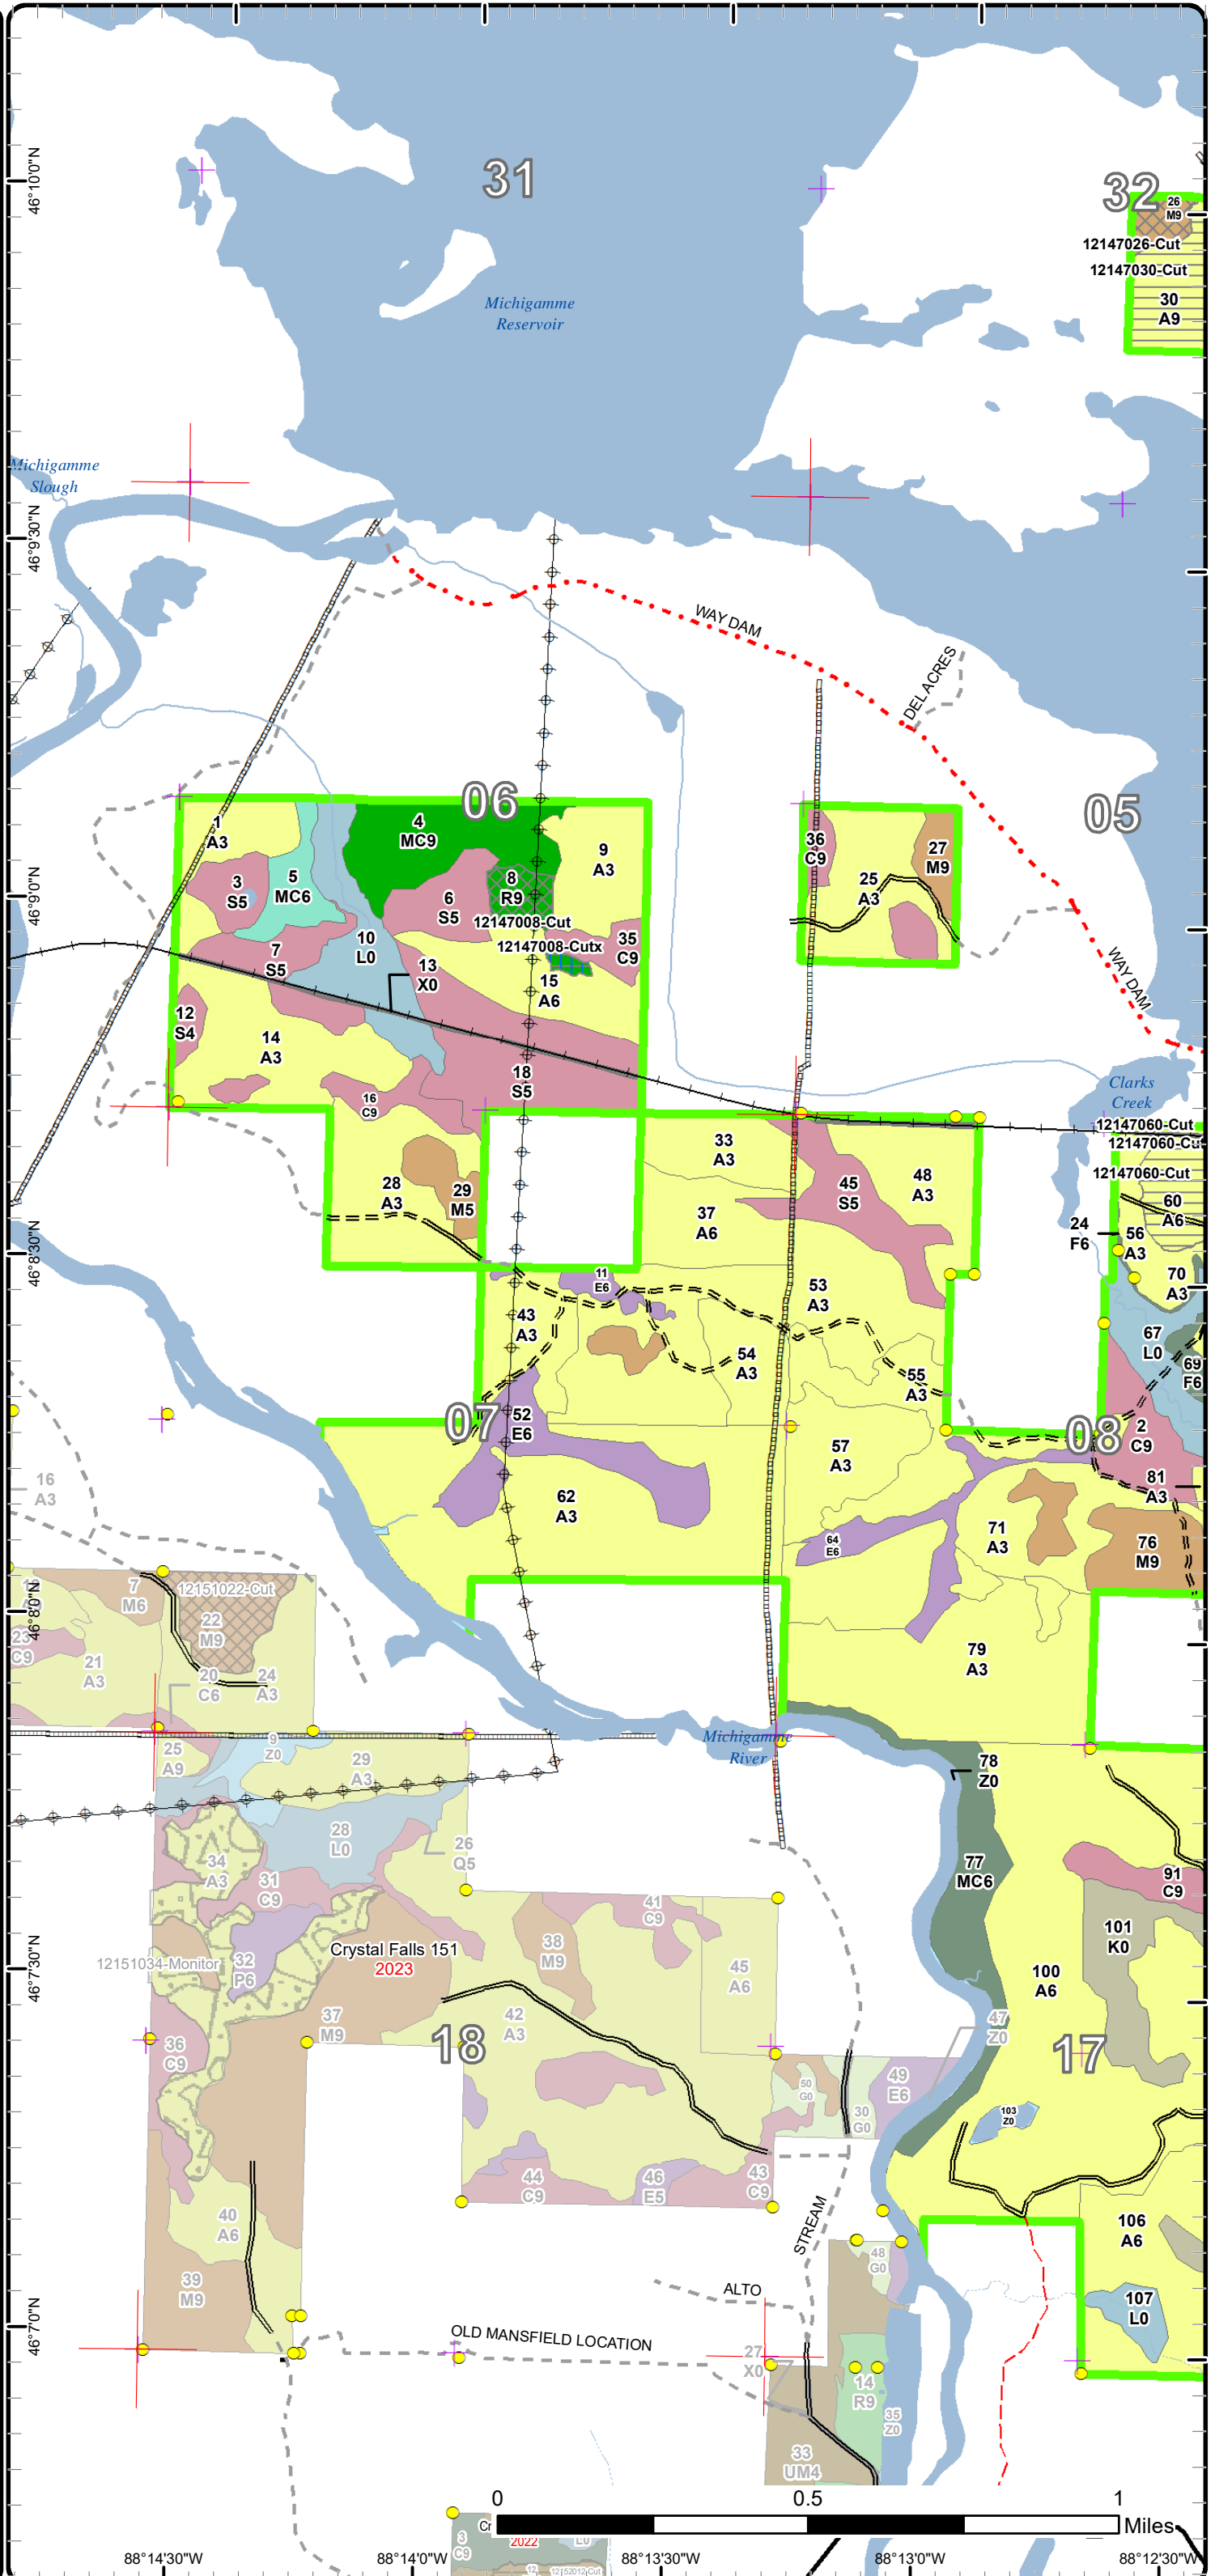 31
32
26
M9
12147026-Cut
12147030-Cut
30
A9
46°10'0"N
Michigamme
Reservoir
Michigamme
Slough
46°9'30"N
WAY DAM
DEL ACRES
06
05
1
A3
4
MC9
9
A3
3
S5
5
MC6
8
R9
6
S5
12147008-Cut
12147008-Cutx
36
C9
27
M9
25
A3
46°9'0"N
7
S5
10
L0
13
X0
35
C9
15
A6
WAY DAM
12
S4
14
A3
18
S5
16
C9
Clarks
Creek
12147060-Cut
12147060-Cut
12147060-Cut
33
A3
28
A3
29
M5
37
A6
45
S5
48
A3
60
A6
24
F6
56
A3
46°8'30"N
70
A3
11
E6
43
A3
53
A3
54
A3
55
A3
67
L0
69
F6
07
52
E6
08
2
C9
57
A3
81
A3
16
A3
62
A3
64
E6
71
A3
76
M9
46°8'0"N
7
M6
12151022-Cut
22
M9
23
C9
21
A3
20
C6
24
A3
79
A3
Michigamme
River
25
A9
9
Z0
29
A3
78
Z0
28
L0
26
Q5
34
A3
31
C9
77
MC6
91
C9
41
C9
38
M9
101
K0
12151034-Monitor
32
P6
Crystal Falls 151
2023
45
A6
100
A6
46°7'30"N
37
M9
42
A3
18
36
C9
47
Z0
17
50
G0
30
G0
49
E6
103
Z0
44
C9
46
E5
43
C9
40
A6
STREAM
106
A6
48
G0
39
M9
ALTO
107
L0
46°7'0"N
OLD MANSFIELD LOCATION
27
X0
14
R9
35
Z0
33
UM4
0
0.5
1
Miles
3
C9
Cr
2022
L0
12
12152012-Cut
88°14'30"W
88°14'0"W
88°13'30"W
88°13'0"W
88°12'30"W